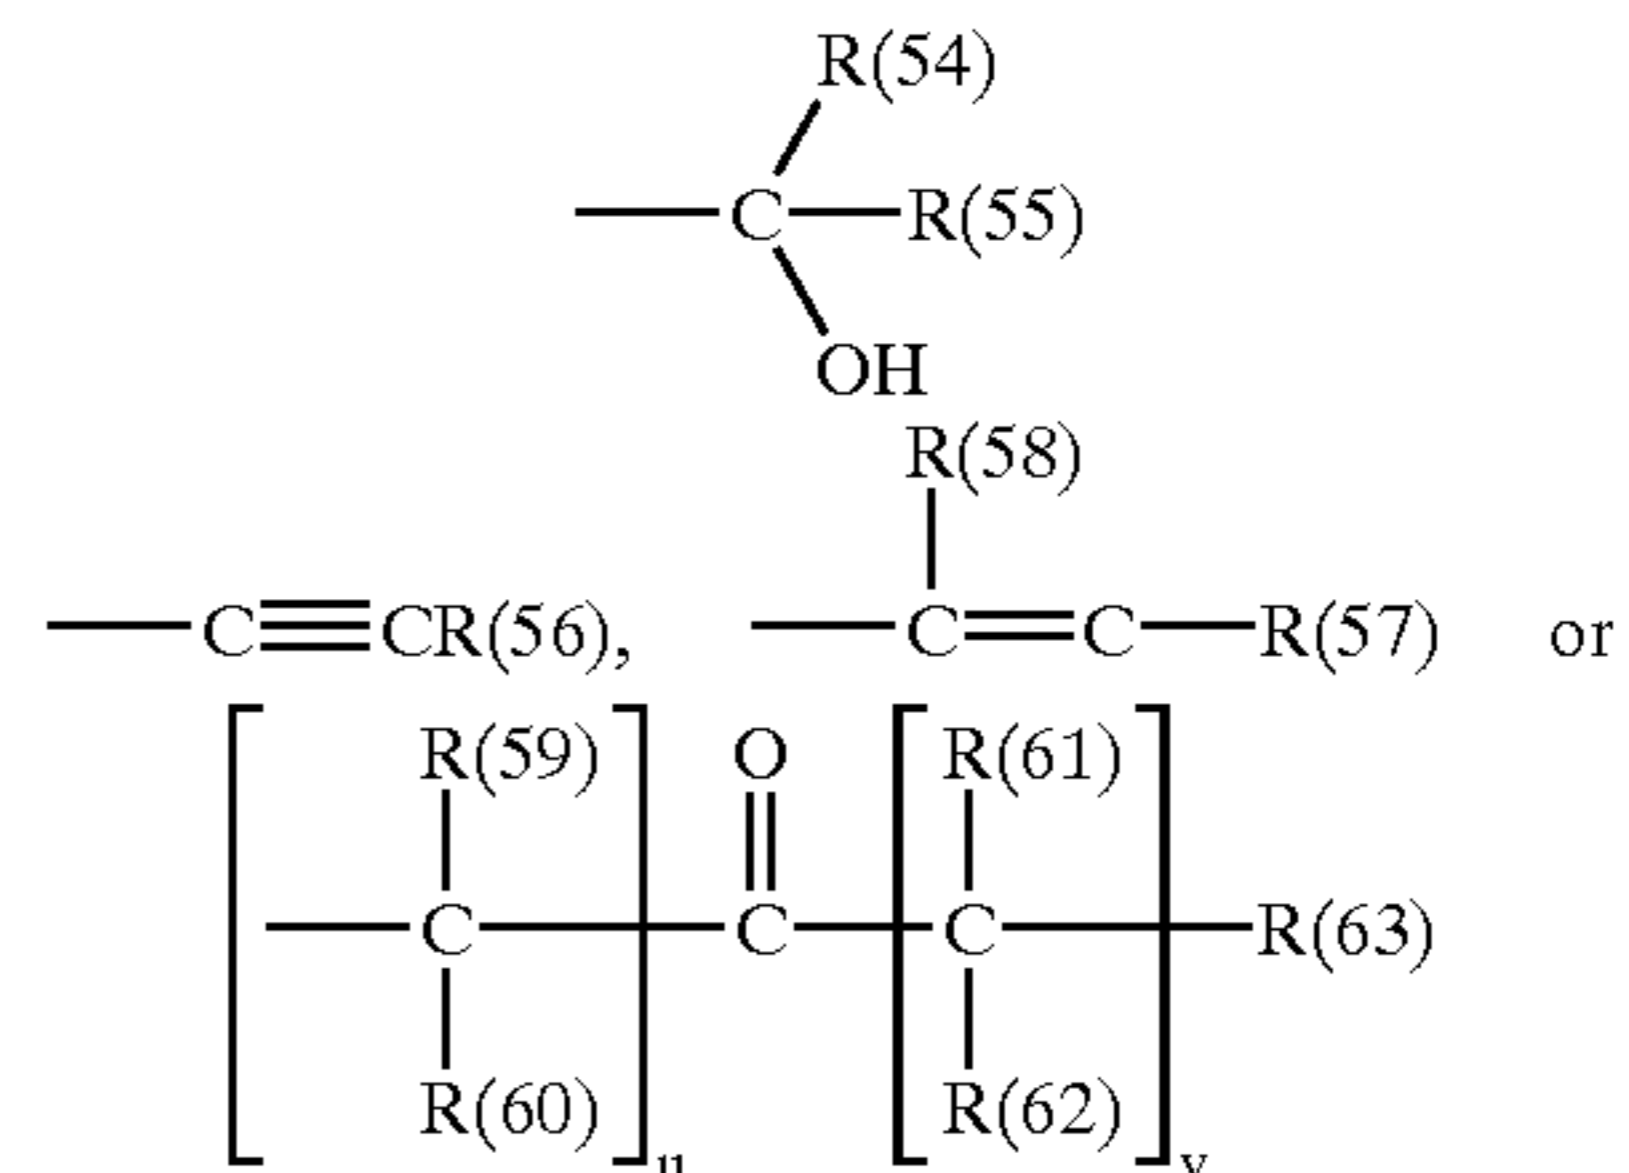 R(54)
C R(55)
OH
R(58)
C CR(56), C C R(57) or
R(59) O R(61)
C C C R(63)
R(60) R(62)
u v